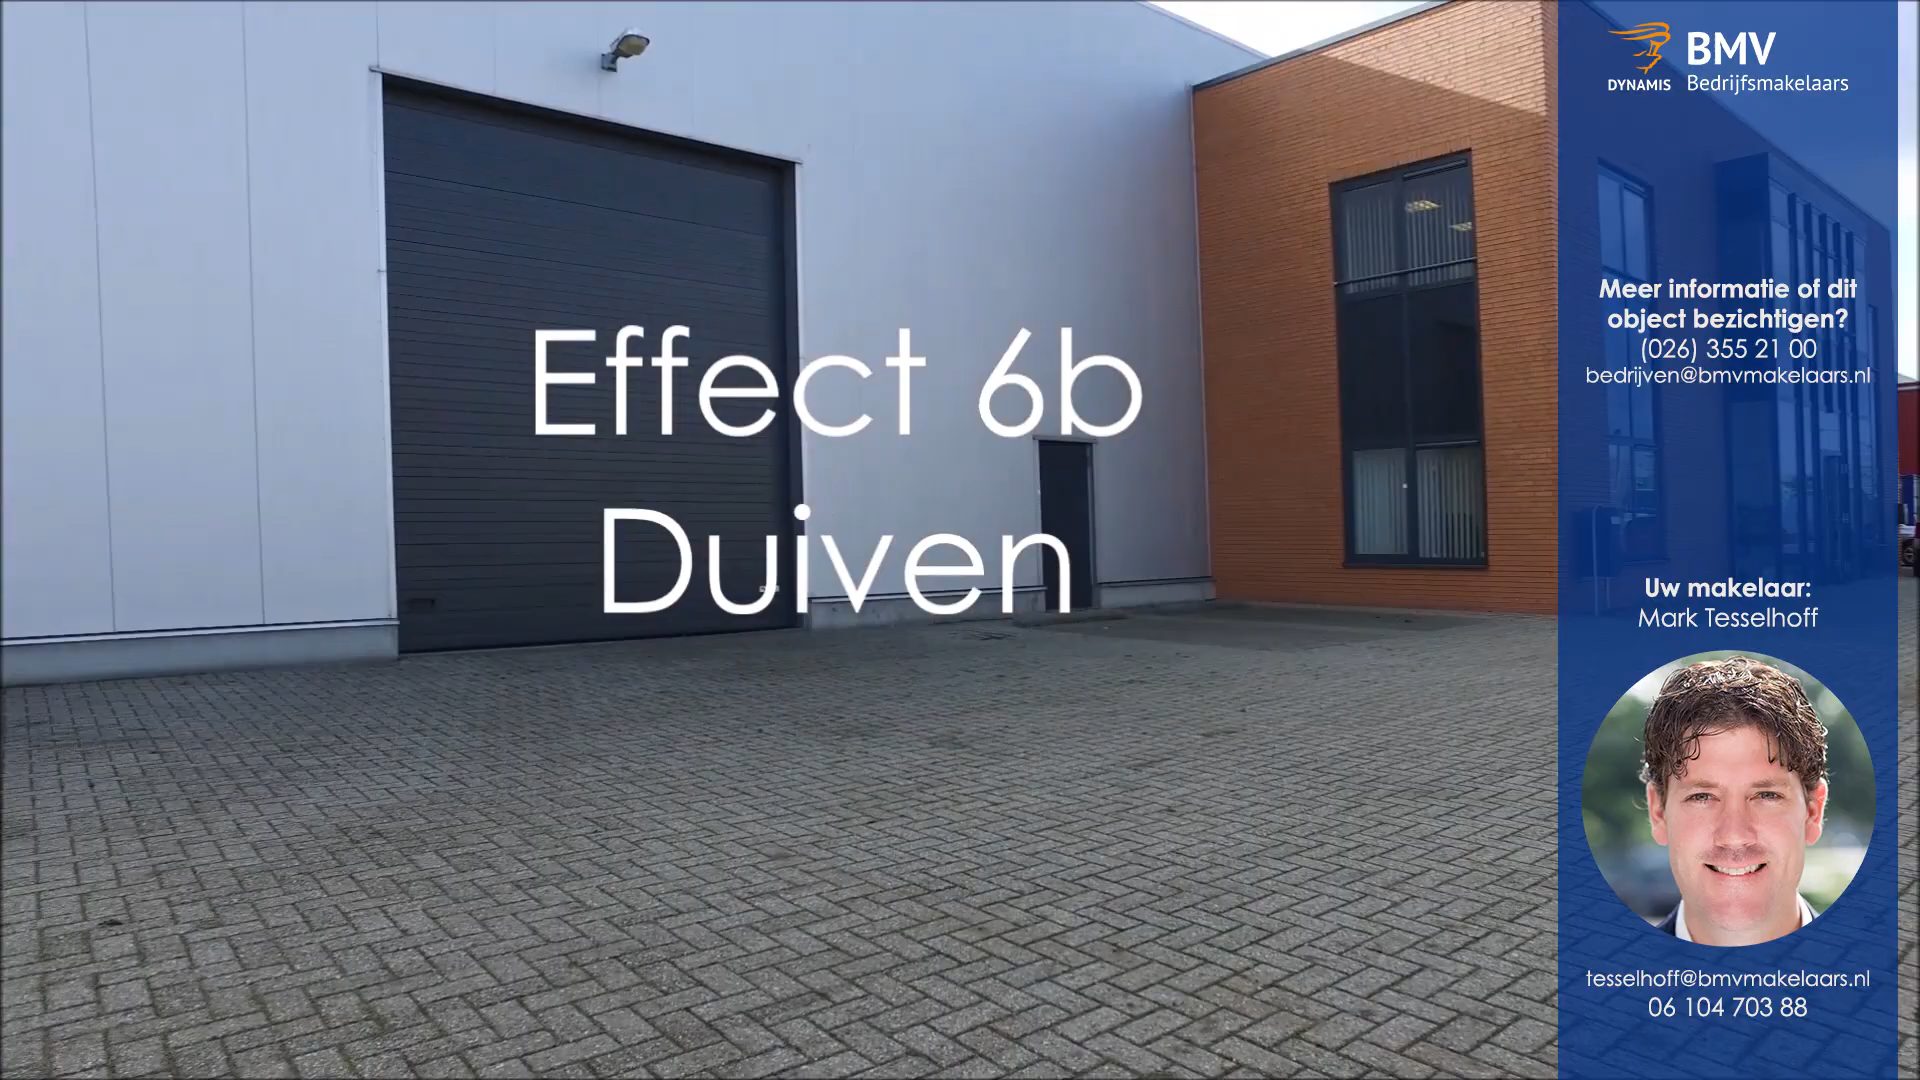 DYNAMIS
BMV
Bedrijfsmakelaars
Effect 6b
Duiven
Meer informatie of dit
object bezichtigen?
(026) 355 21 00
bedrijven@bmvmakelaars.nl
Uw makelaar:
Mark Tesselhoff
tesselhoff@bmvmakelaars.nl
06 104 703 88